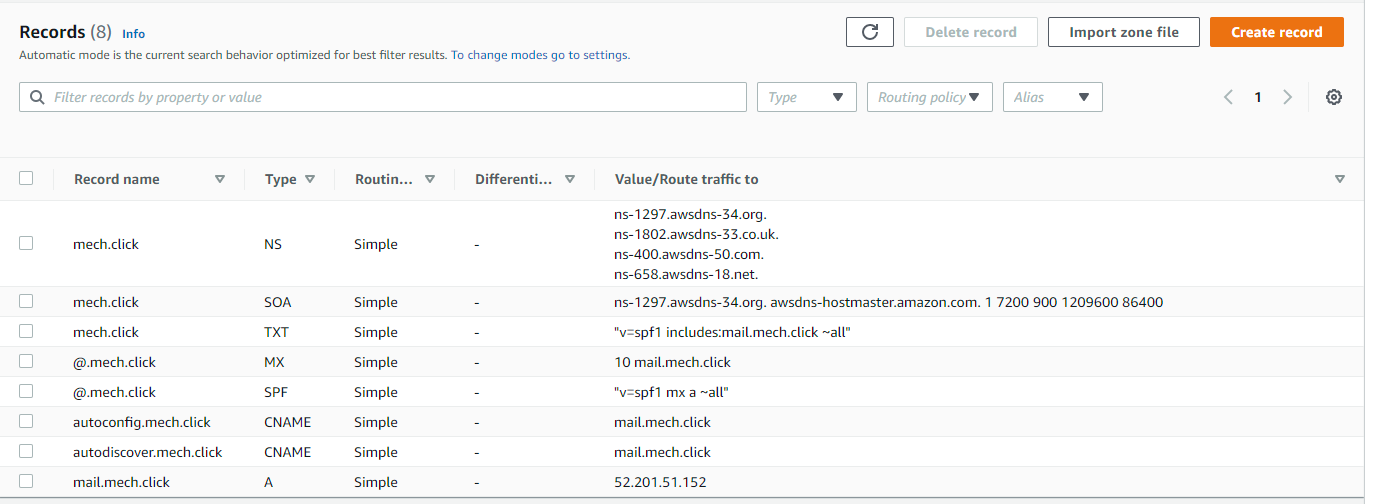 Records (8) Info
Delete record
Import zone file
Create record
Automatic mode is the current search behavior optimized for best filter results. To change modes go to settings.
Filter records by property or value
Type
Routing policy
Alias
1
Record name Type Routin... Differenti... Value/Route traffic to
mech.click NS Simple - ns-1297.awsdns-34.org.
ns-1802.awsdns-33.co.uk.
ns-400.awsdns-50.com.
ns-658.awsdns-18.net.
mech.click SOA Simple - ns-1297.awsdns-34.org. awsdns-hostmaster.amazon.com. 1 7200 900 1209600 86400
mech.click TXT Simple - "v=spf1 includes:mail.mech.click ~all"
@.mech.click MX Simple - 10 mail.mech.click
@.mech.click SPF Simple - "v=spf1 mx a ~all"
autoconfig.mech.click CNAME Simple - mail.mech.click
autodiscover.mech.click CNAME Simple - mail.mech.click
mail.mech.click A Simple - 52.201.51.152